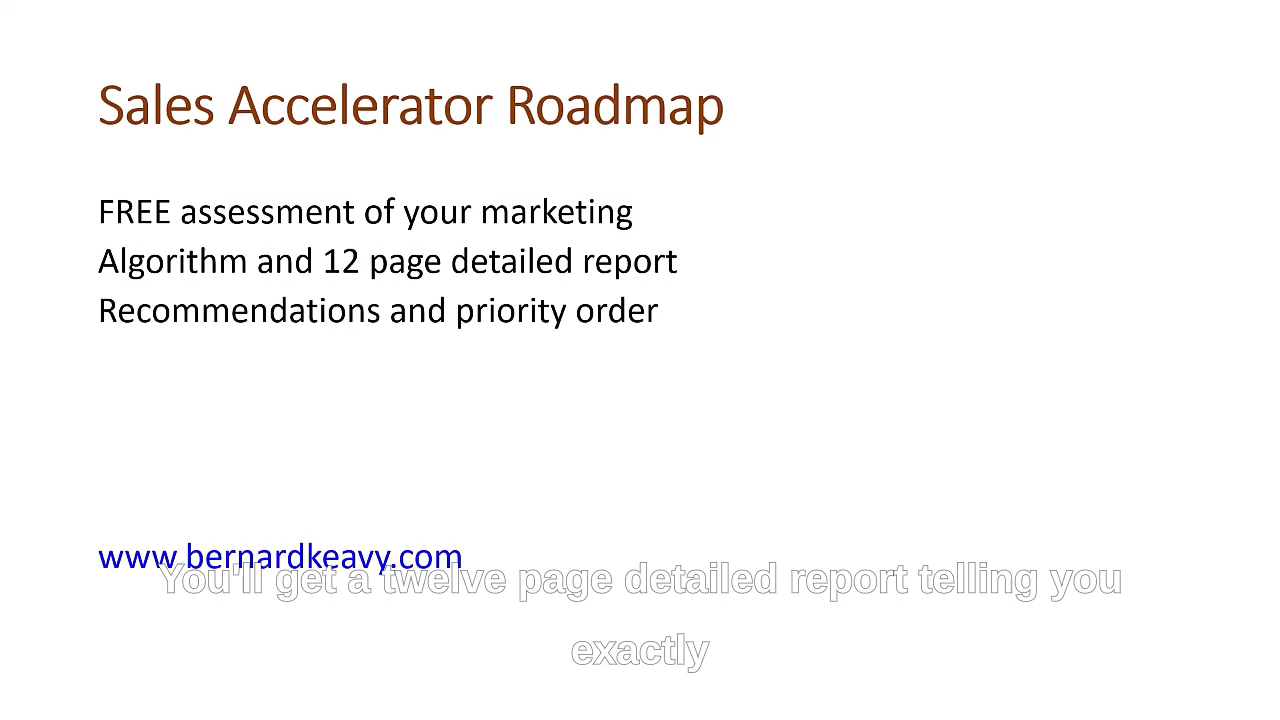 Sales Accelerator Roadmap
FREE assessment of your marketing
Algorithm and 12 page detailed report
Recommendations and priority order
www.bernardkeavy.com
You'll get a twelve page detailed report telling you
exactly